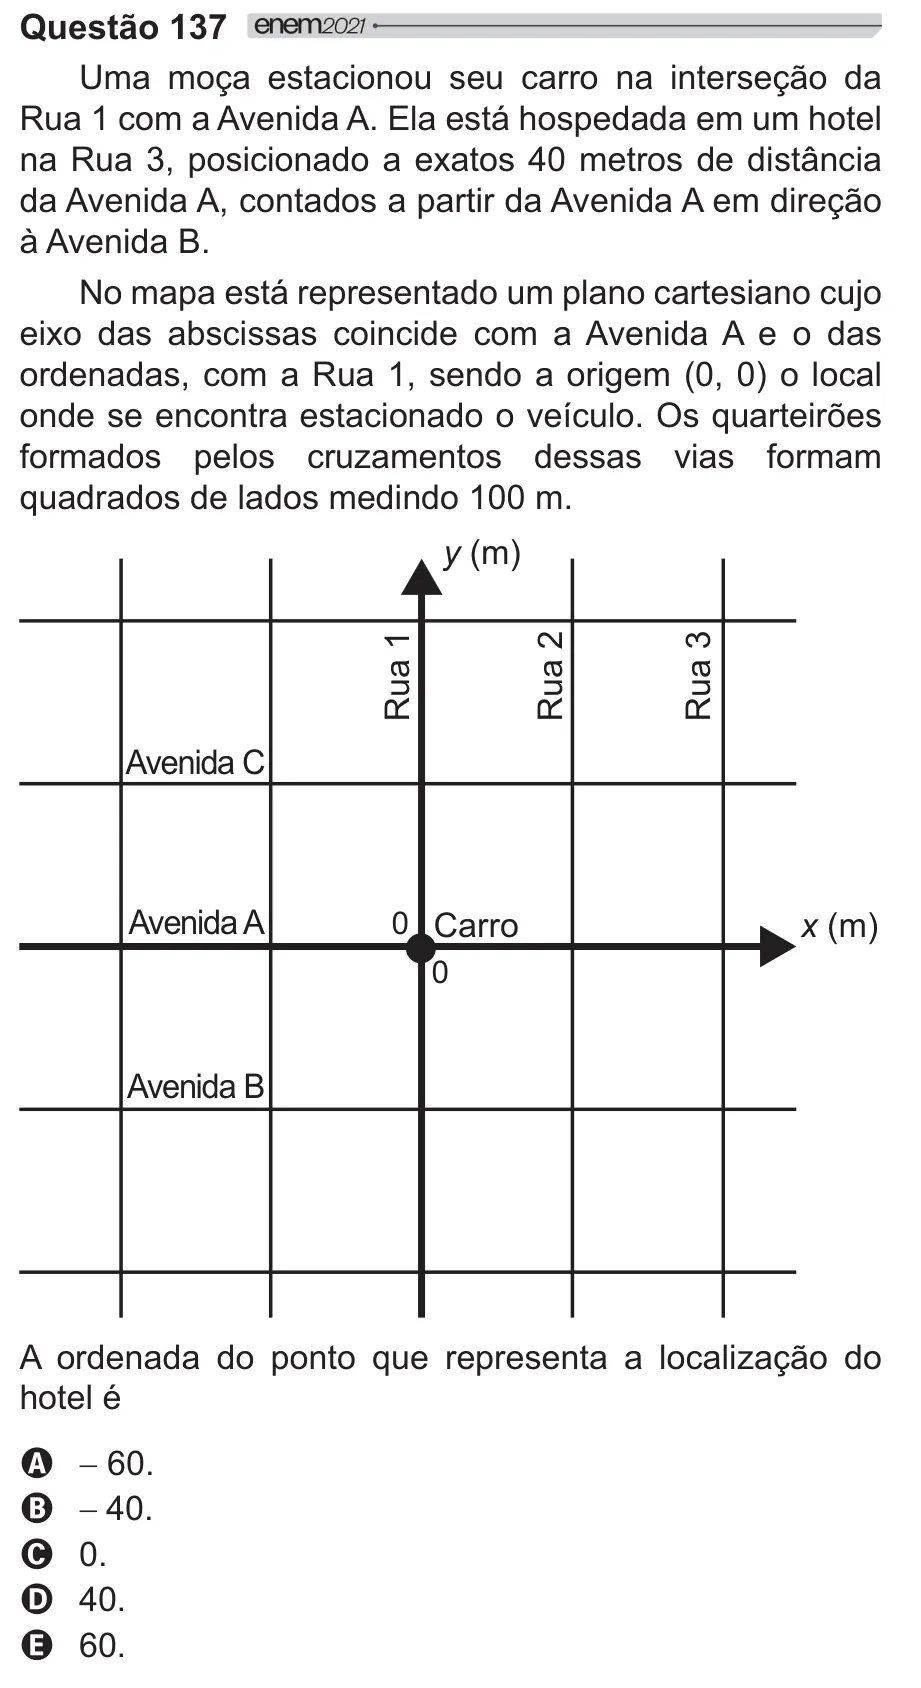 Questão 137 enem2021
Uma moça estacionou seu carro na interseção da
Rua 1 com a Avenida A. Ela está hospedada em um hotel
na Rua 3, posicionado a exatos 40 metros de distância
da Avenida A, contados a partir da Avenida A em direção
à Avenida B.
No mapa está representado um plano cartesiano cujo
eixo das abscissas coincide com a Avenida A e o das
ordenadas, com a Rua 1, sendo a origem (0, 0) o local
onde se encontra estacionado o veículo. Os quarteirões
formados pelos cruzamentos dessas vias formam
quadrados de lados medindo 100 m.
y (m)
Rua 1
Rua 2
Rua 3
Avenida C
Avenida A
0
Carro
x (m)
0
Avenida B
A ordenada do ponto que representa a localização do
hotel é
A – 60.
B – 40.
C 0.
D 40.
E 60.